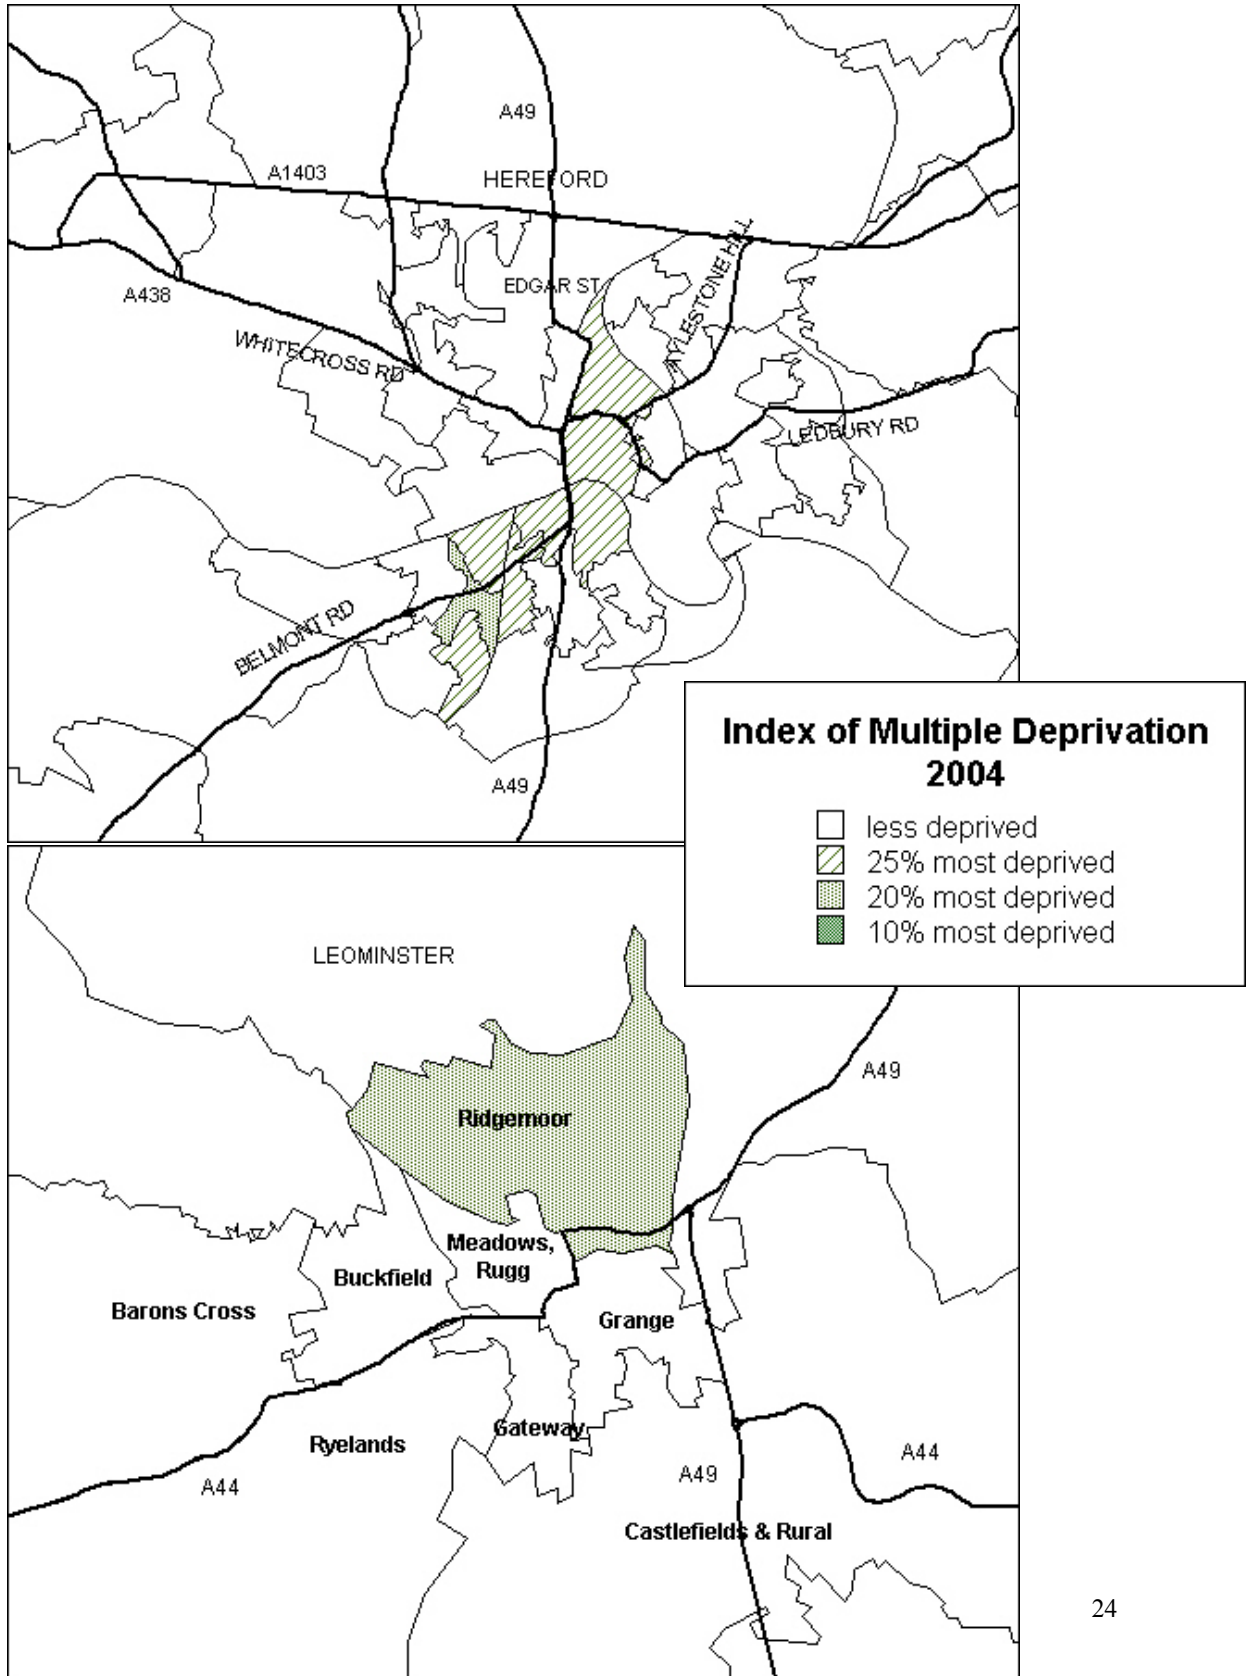 A49
A1403
HEREFORD
EDGAR ST
AYLESTONE HILL
A438
WHITECROSS RD
LEDBURY RD
BELMONT RD
A49
Index of Multiple Deprivation
2004
less deprived
25% most deprived
20% most deprived
10% most deprived
LEOMINSTER
A49
Ridgemoor
Meadows,
Rugg
Buckfield
Barons Cross
Grange
Gateway
Ryelands
A44
A49
A44
Castlefields & Rural
24